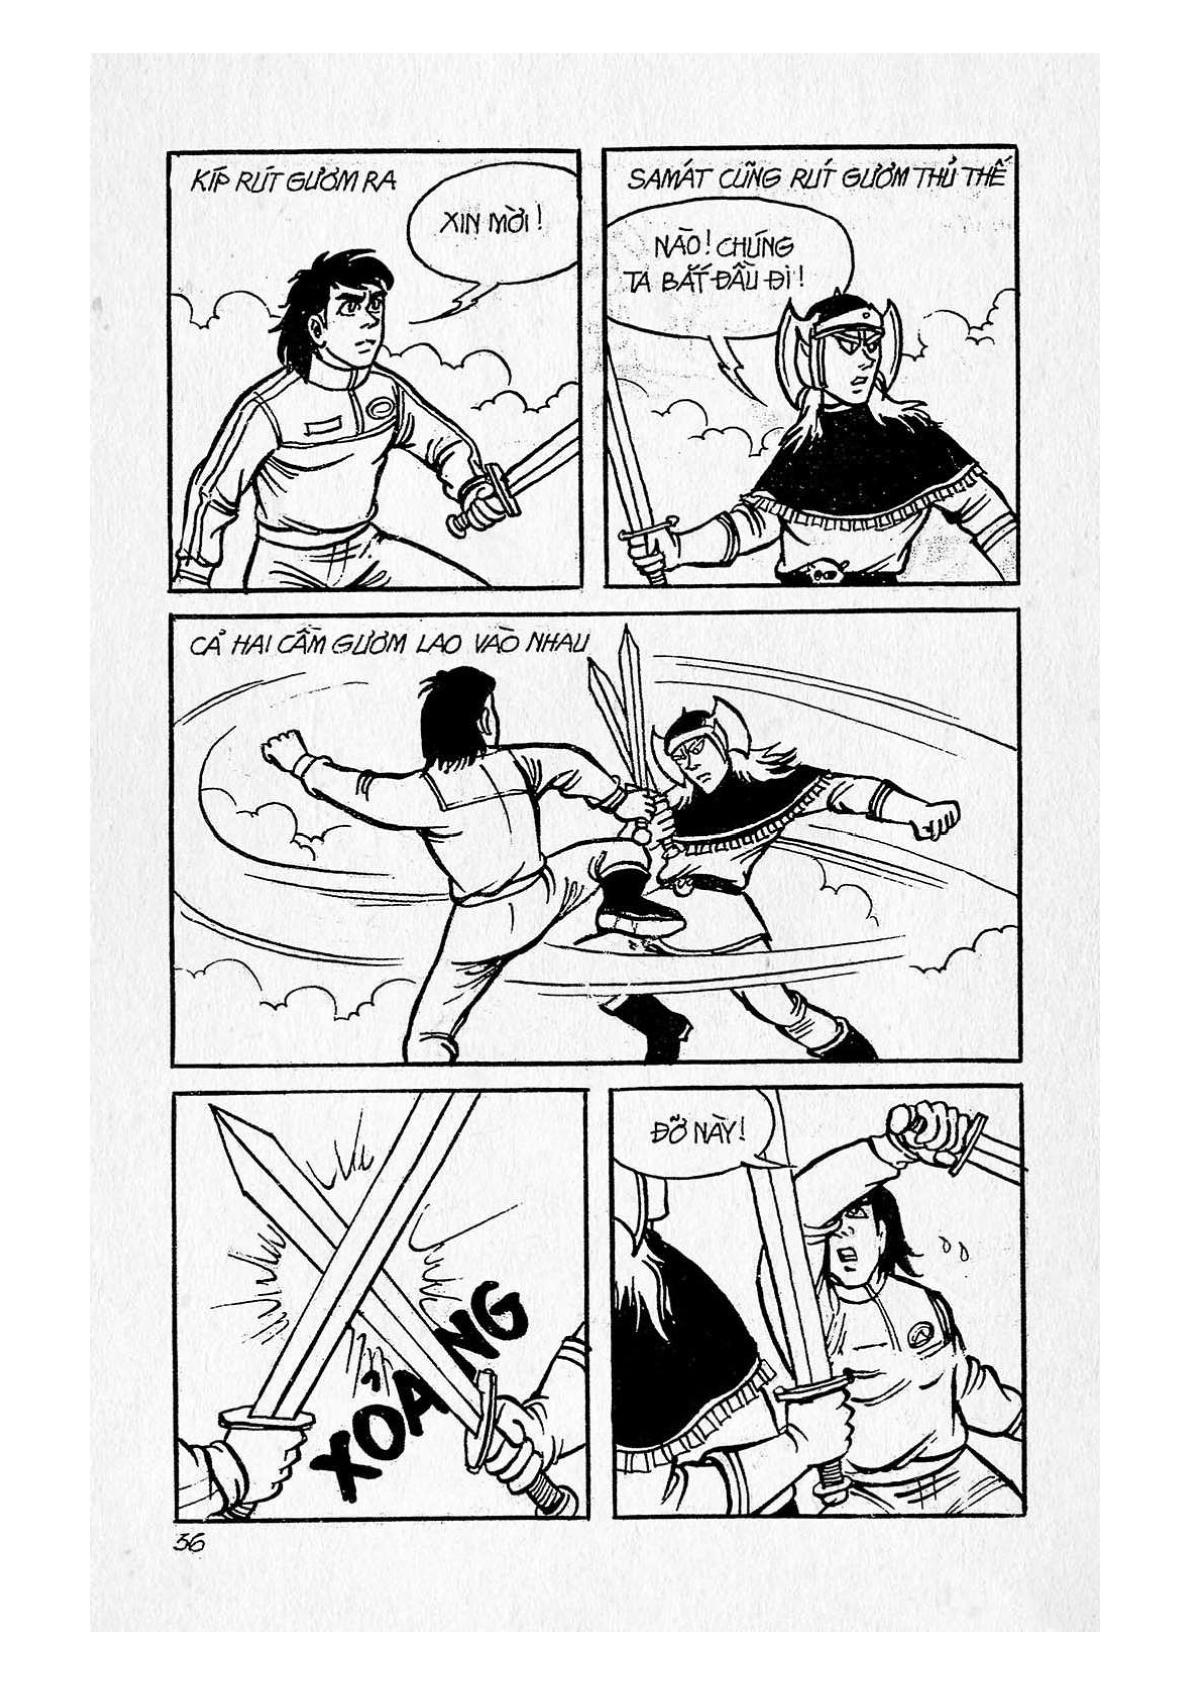 KÍP RÚT GƯƠM RA
XIN MỜI!
SAMÁT CŨNG RÚT GƯƠM THỦ THẾ
NÀO! CHÚNG
TA BẮT ĐẦU ĐI!
CẢ HAI CẦM GƯƠM LAO VÀO NHAU
XOẢNG
ĐỠ NÀY!
36